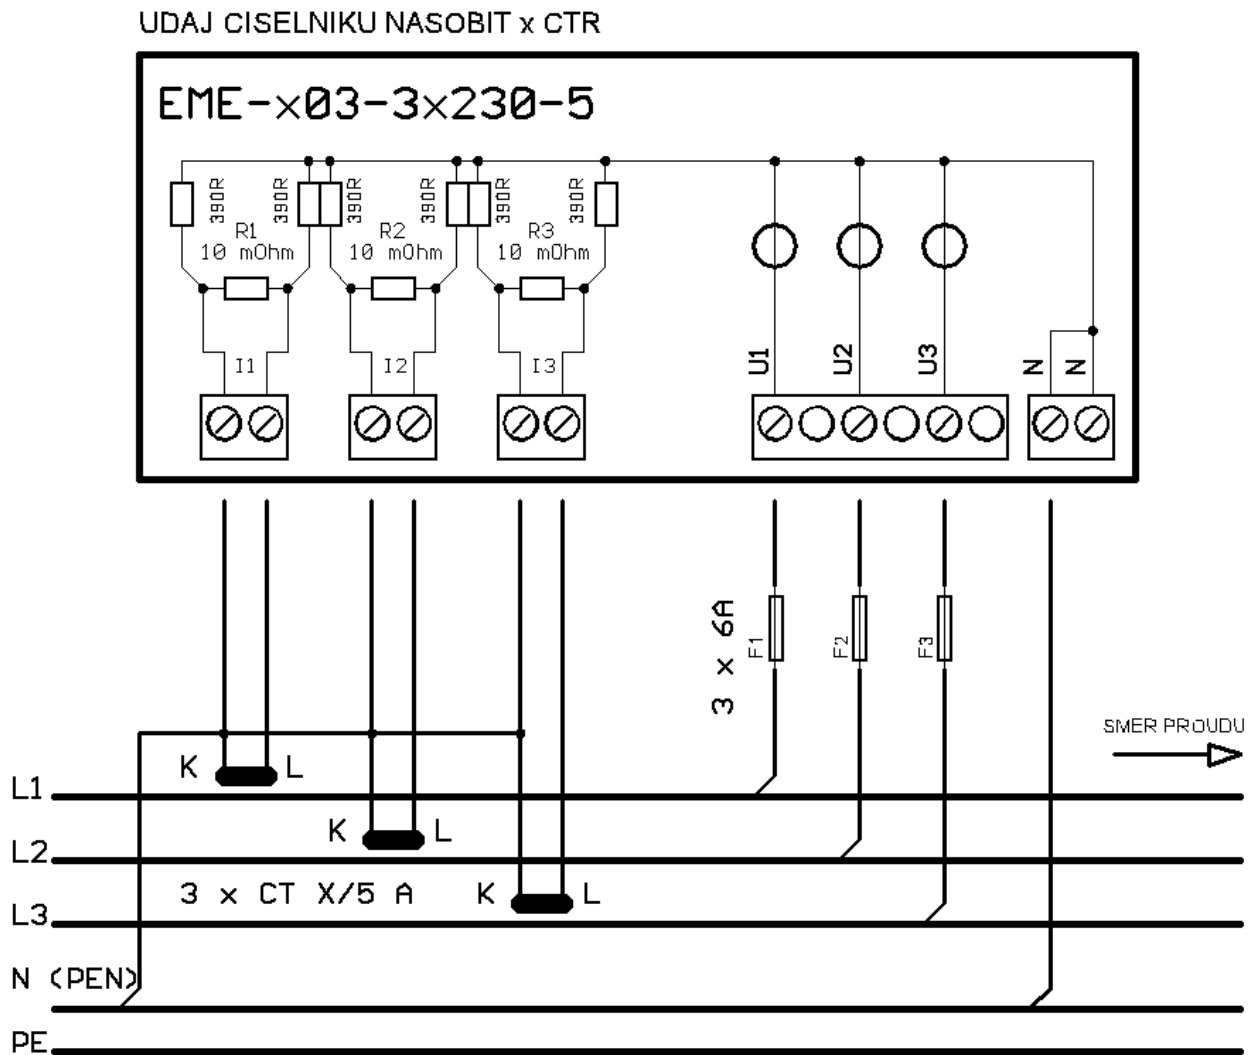 UDAJ CISELNIKU NASOBIT x CTR
EME-x03-3x230-5
390R 390R 390R 390R 390R 390R
R1 R2 R3
10 mOhm 10 mOhm 10 mOhm
I1 I2 I3 U1 U2 U3 N N
3 x 6A F1 F2 F3
SMER PROUDU
K L
L1
K L
L2
3 x CT X/5 A K L
L3
N (PEN)
PE